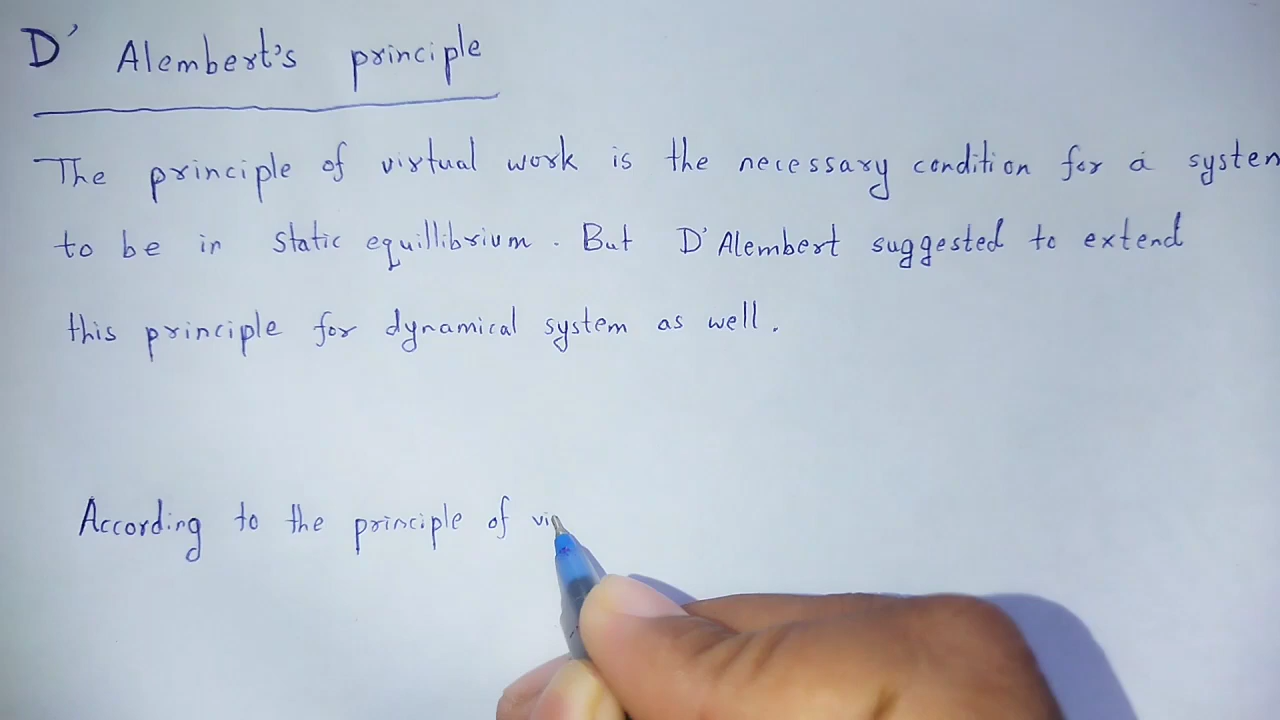 D' Alembert's principle
The principle of virtual work is the necessary condition for a system
to be in static equillibrium. But D'Alembert suggested to extend
this principle for dynamical system as well.
According to the principle of vi